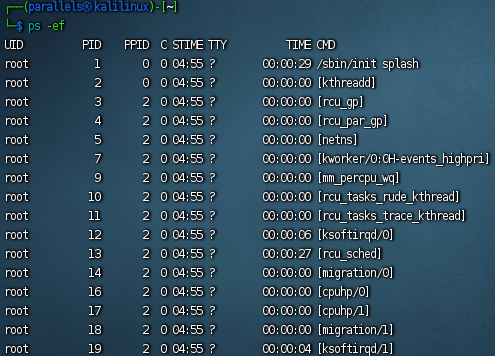 ┌──(parallels㉿kalilinux)-[~]
└─$ ps -ef
UID PID PPID C STIME TTY TIME CMD
root 1 0 0 04:55 ? 00:00:29 /sbin/init splash
root 2 0 0 04:55 ? 00:00:00 [kthreadd]
root 3 2 0 04:55 ? 00:00:00 [rcu_gp]
root 4 2 0 04:55 ? 00:00:00 [rcu_par_gp]
root 5 2 0 04:55 ? 00:00:00 [netns]
root 7 2 0 04:55 ? 00:00:00 [kworker/0:0H-events_highpri]
root 9 2 0 04:55 ? 00:00:00 [mm_percpu_wq]
root 10 2 0 04:55 ? 00:00:00 [rcu_tasks_rude_kthread]
root 11 2 0 04:55 ? 00:00:00 [rcu_tasks_trace_kthread]
root 12 2 0 04:55 ? 00:00:06 [ksoftirqd/0]
root 13 2 0 04:55 ? 00:00:27 [rcu_sched]
root 14 2 0 04:55 ? 00:00:00 [migration/0]
root 16 2 0 04:55 ? 00:00:00 [cpuhp/0]
root 17 2 0 04:55 ? 00:00:00 [cpuhp/1]
root 18 2 0 04:55 ? 00:00:00 [migration/1]
root 19 2 0 04:55 ? 00:00:04 [ksoftirqd/1]